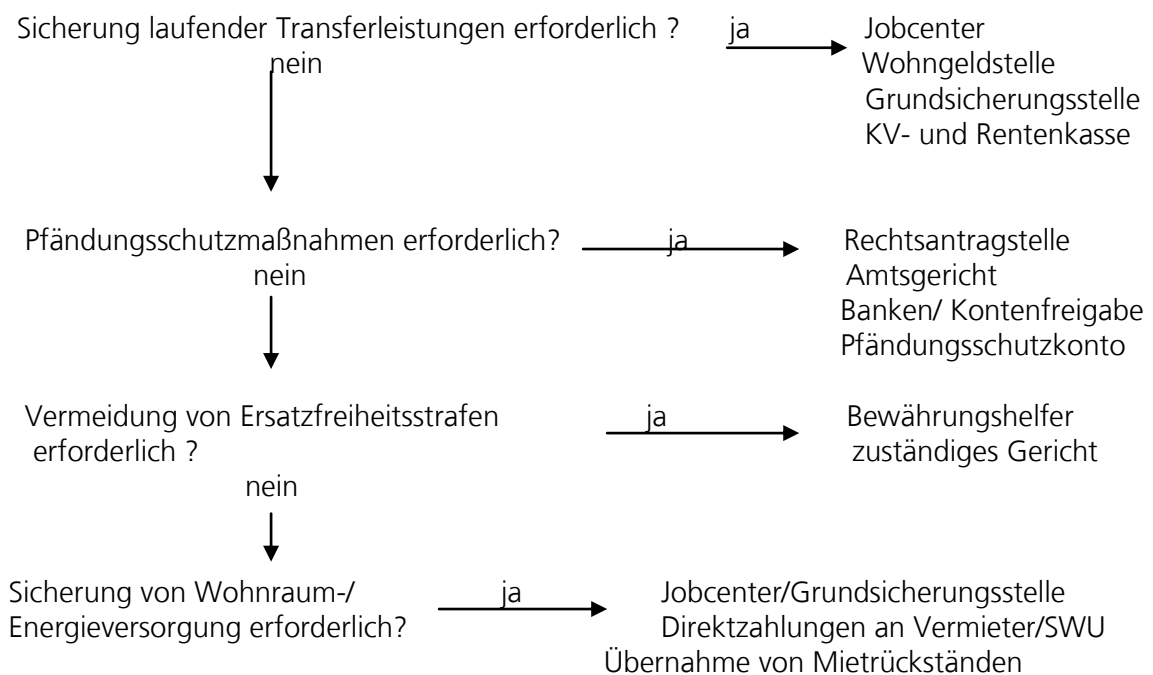 Sicherung laufender Transferleistungen erforderlich ? ja Jobcenter
nein Wohngeldstelle
Grundsicherungsstelle
KV- und Rentenkasse
Pfändungsschutzmaßnahmen erforderlich? ja Rechtsantragstelle
nein Amtsgericht
Banken/ Kontenfreigabe
Pfändungsschutzkonto
Vermeidung von Ersatzfreiheitsstrafen ja Bewährungshelfer
erforderlich ? zuständiges Gericht
nein
Sicherung von Wohnraum-/ ja Jobcenter/Grundsicherungsstelle
Energieversorgung erforderlich? Direktzahlungen an Vermieter/SWU
Übernahme von Mietrückständen